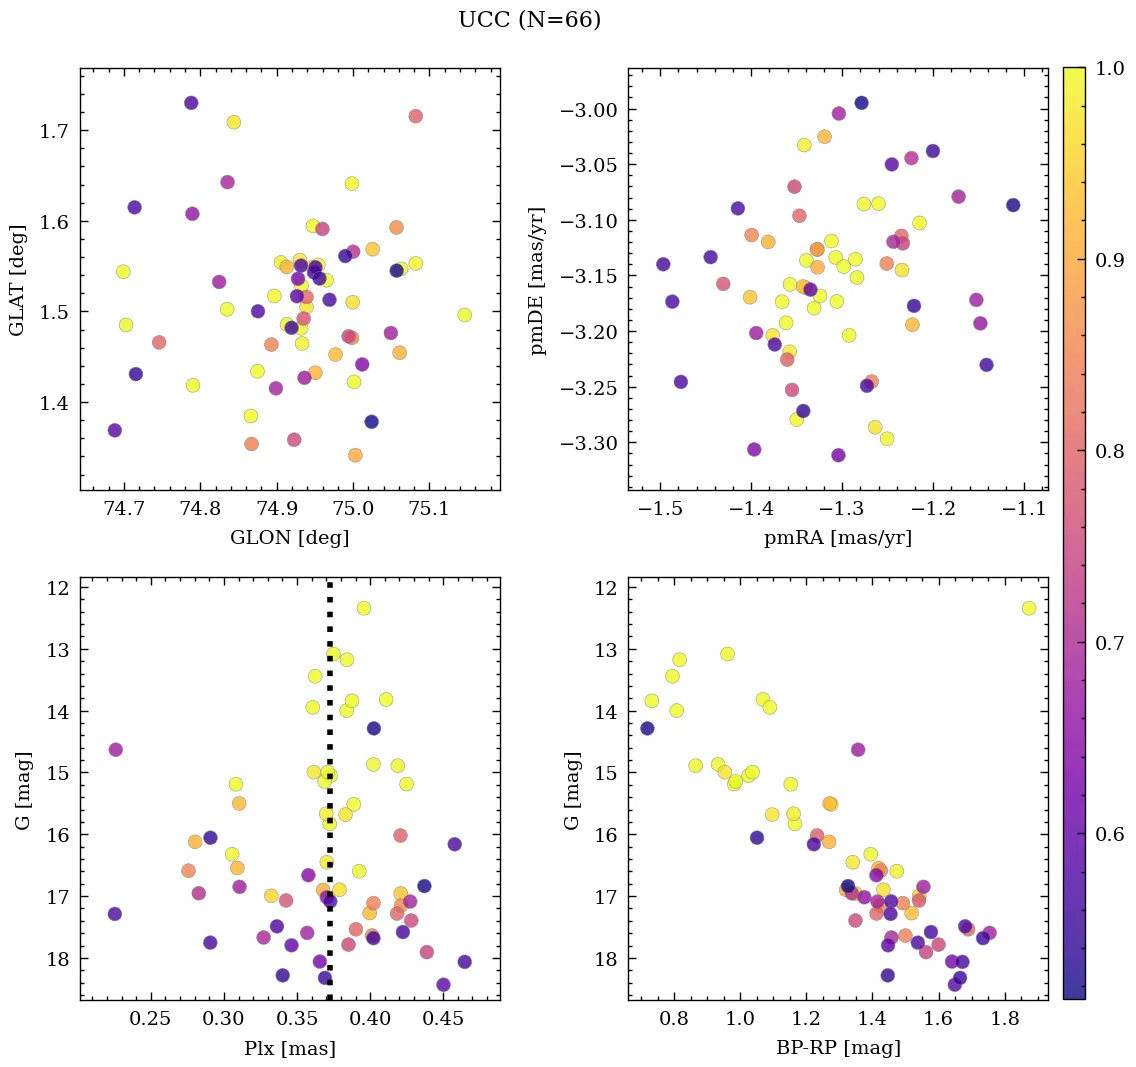 UCC (N=66)
1.7
1.6
1.5
1.4
GLAT [deg]
74.7 74.8 74.9 75.0 75.1
GLON [deg]
−3.00
−3.05
−3.10
−3.15
−3.20
−3.25
−3.30
pmDE [mas/yr]
−1.5 −1.4 −1.3 −1.2 −1.1
pmRA [mas/yr]
1.0
0.9
0.8
0.7
0.6
12
13
14
15
16
17
18
G [mag]
0.25 0.30 0.35 0.40 0.45
Plx [mas]
12
13
14
15
16
17
18
G [mag]
0.8 1.0 1.2 1.4 1.6 1.8
BP-RP [mag]